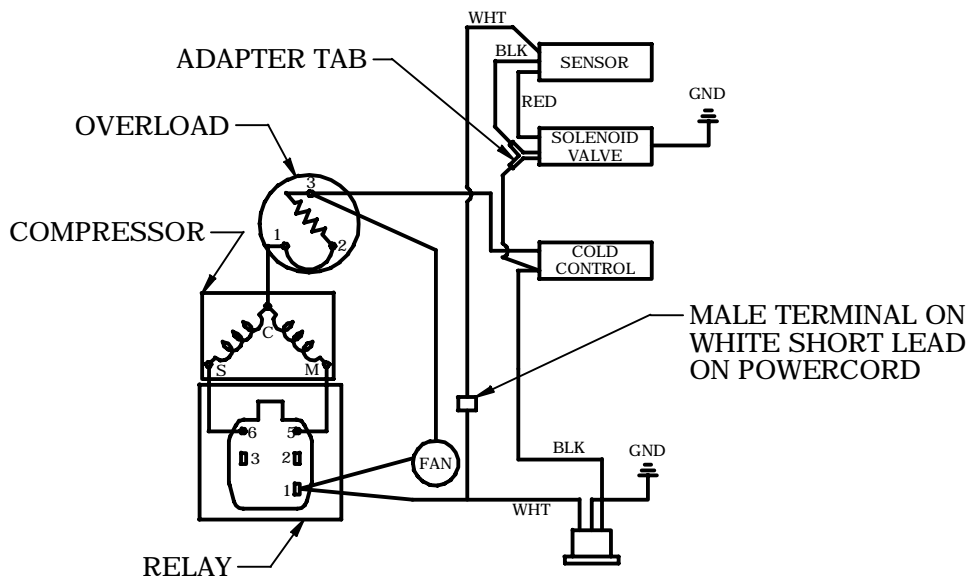 WHT
ADAPTER TAB
BLK
SENSOR
RED
GND
OVERLOAD
SOLENOID
VALVE
3
COMPRESSOR
1
2
COLD
CONTROL
C
MALE TERMINAL ON
WHITE SHORT LEAD
ON POWERCORD
S
M
6
5
3
2
FAN
BLK
GND
1
WHT
RELAY